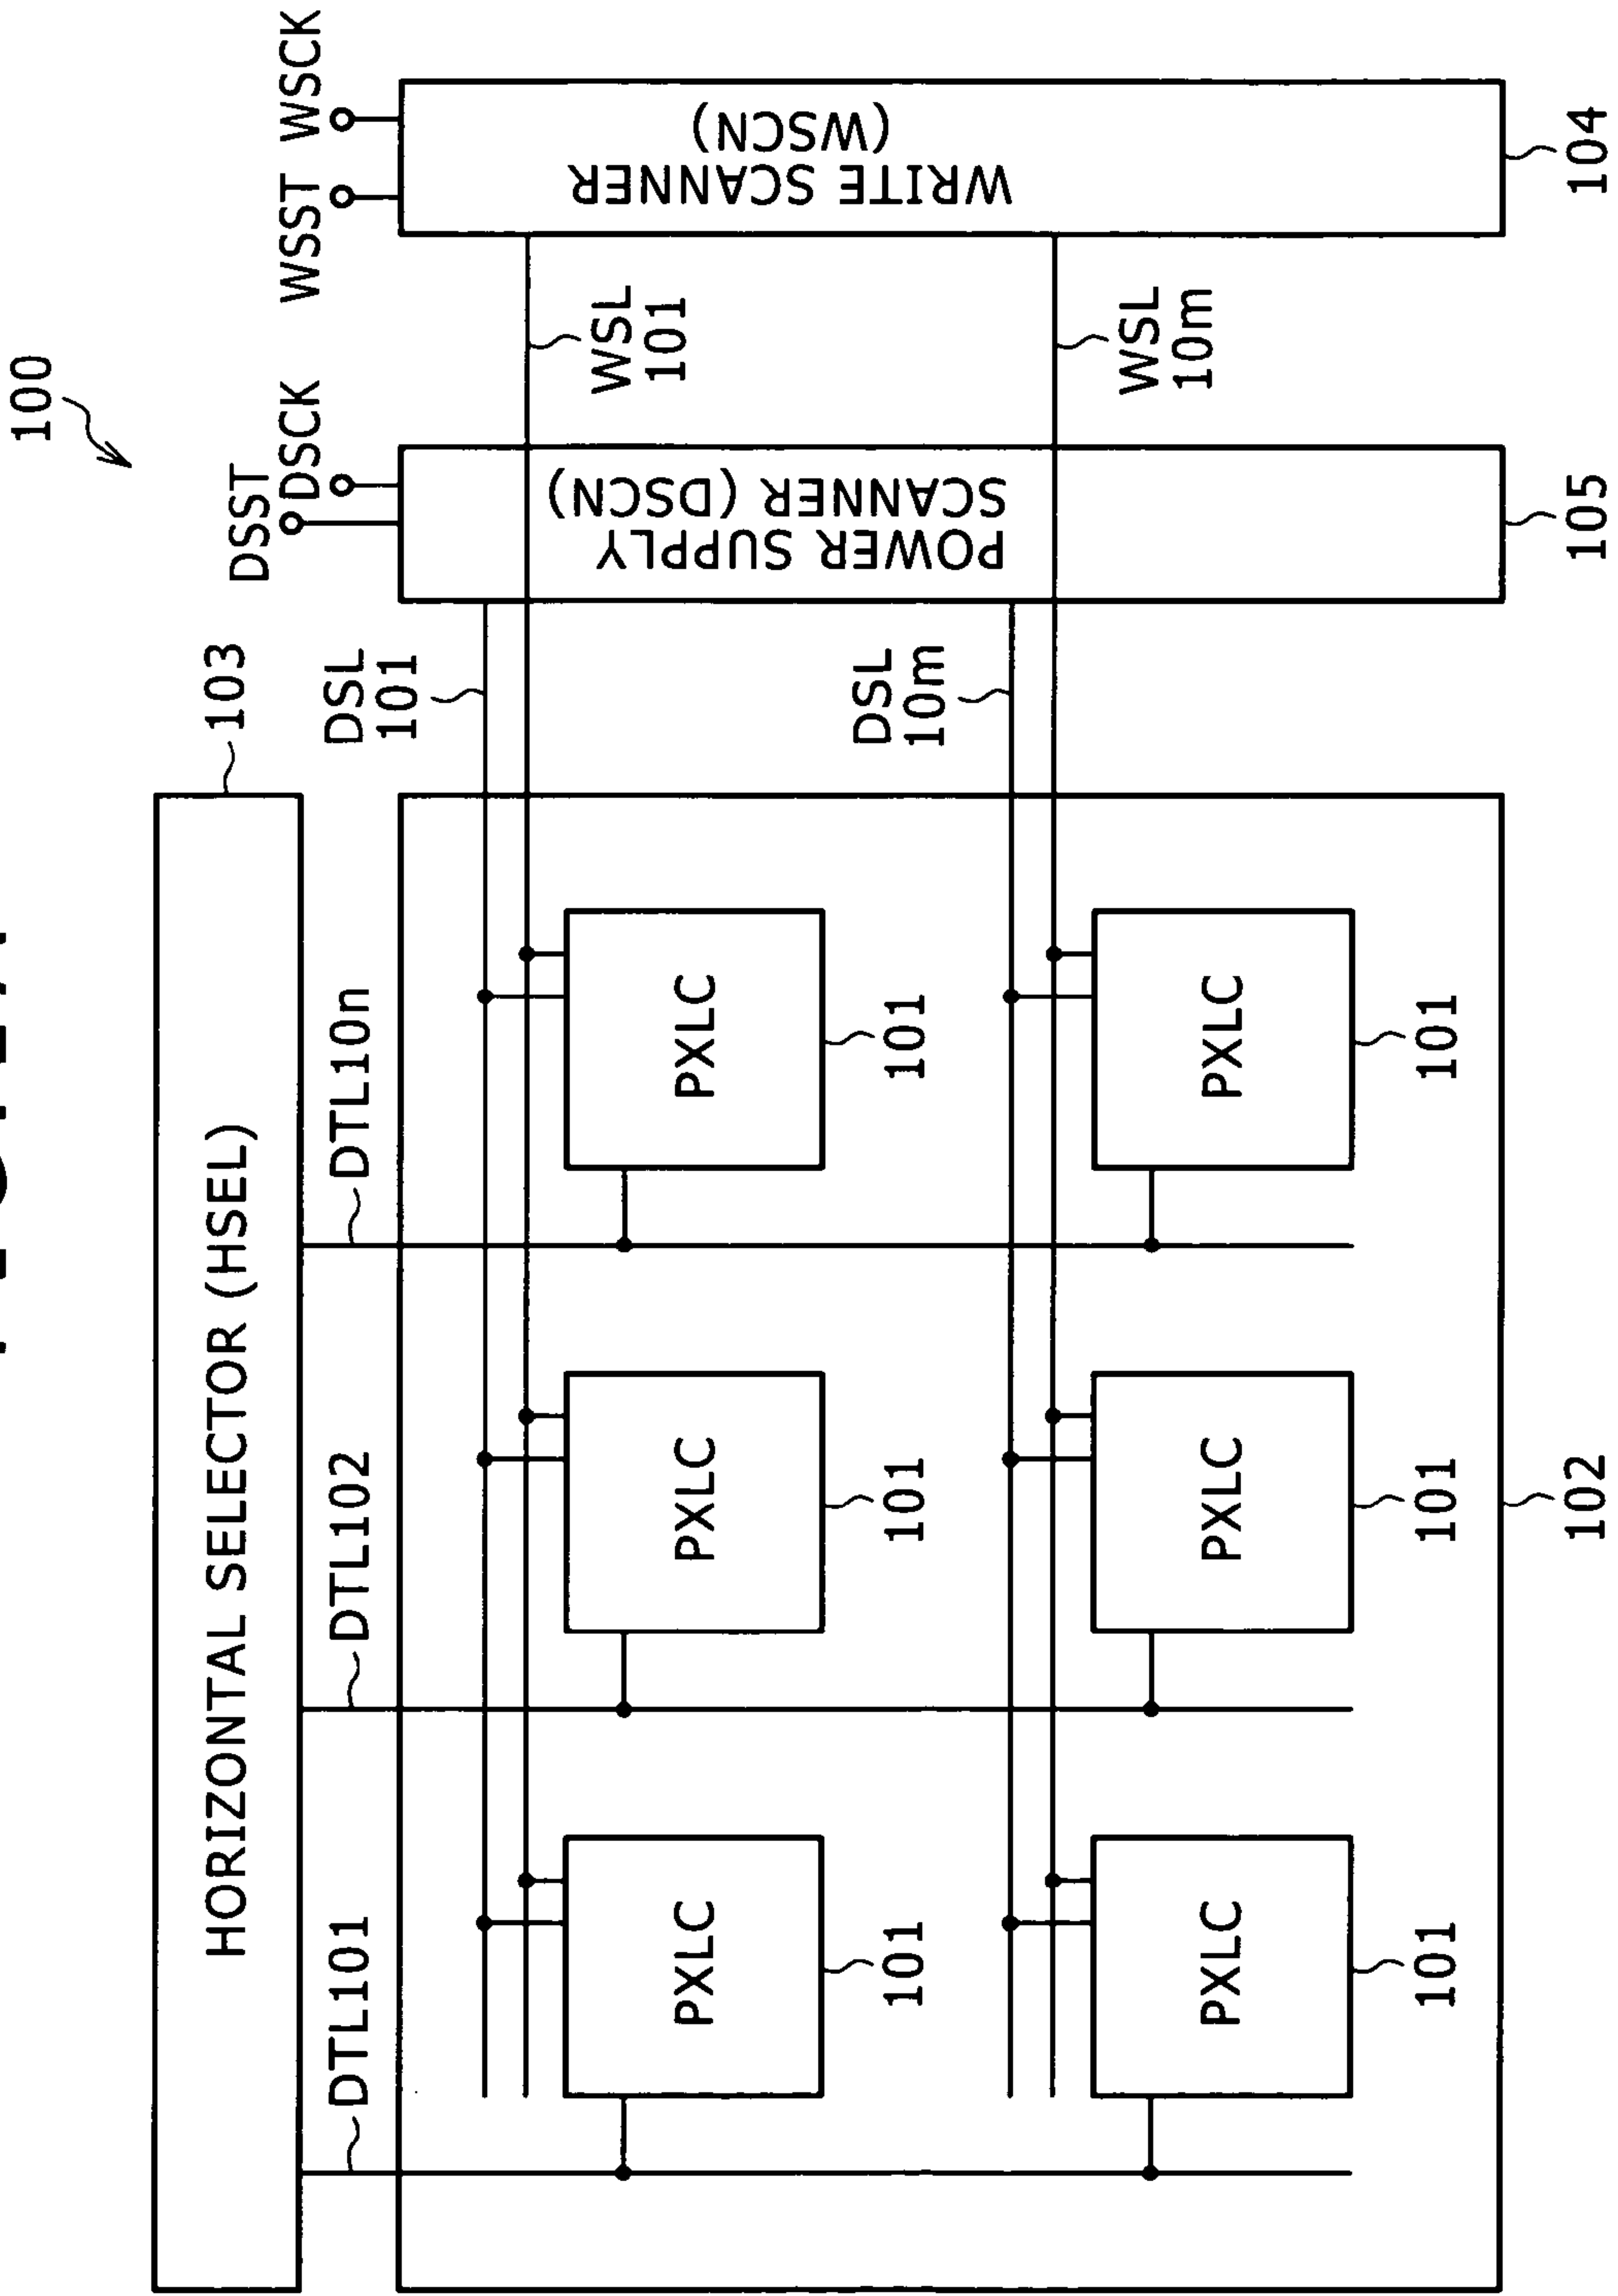 100
HORIZONTAL SELECTOR (HSEL)
103
DSST
DSCK
WSST
WSCK
DTL101
DTL102
DTL10n
DSL
101
POWER SUPPLY
SCANNER (DSCN)
WRITE SCANNER
(WSCN)
WSL
101
PXLC
PXLC
PXLC
101
101
101
DSL
10m
WSL
10m
PXLC
PXLC
PXLC
101
101
101
102
105
104